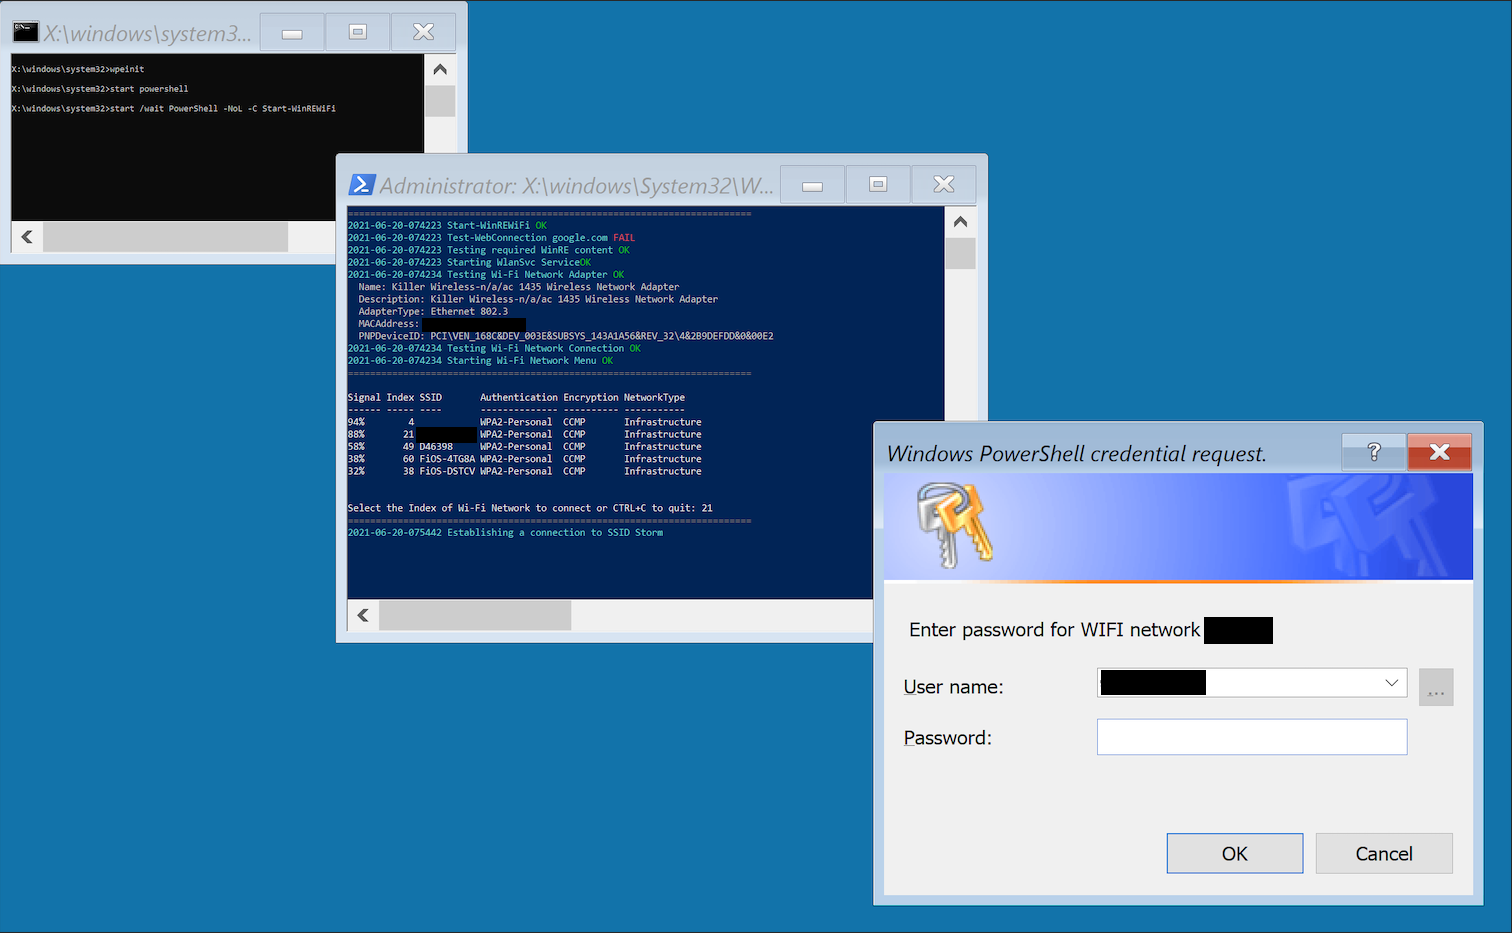 X:\windows\system3...
X:\windows\system32>wpeinit
X:\windows\system32>start powershell
X:\windows\system32>start /wait PowerShell -NoL -C Start-WinREWiFi
Administrator: X:\windows\System32\W...
=========================================================================
2021-06-20-074223 Start-WinREWiFi OK
2021-06-20-074223 Test-WebConnection google.com FAIL
2021-06-20-074223 Testing required WinRE content OK
2021-06-20-074223 Starting WlanSvc ServiceOK
2021-06-20-074234 Testing Wi-Fi Network Adapter OK
Name: Killer Wireless-n/a/ac 1435 Wireless Network Adapter
Description: Killer Wireless-n/a/ac 1435 Wireless Network Adapter
AdapterType: Ethernet 802.3
MACAddress:
PNPDeviceID: PCI\VEN_168C&DEV_003E&SUBSYS_143A1A56&REV_32\4&2B9DEFDD&0&00E2
2021-06-20-074234 Testing Wi-Fi Network Connection OK
2021-06-20-074234 Starting Wi-Fi Network Menu OK
=========================================================================
Signal Index SSID Authentication Encryption NetworkType
------ ----- ---- -------------- ---------- -----------
94% 4 WPA2-Personal CCMP Infrastructure
88% 21 WPA2-Personal CCMP Infrastructure
58% 49 D46398 WPA2-Personal CCMP Infrastructure
38% 60 FiOS-4TG8A WPA2-Personal CCMP Infrastructure
32% 38 FiOS-DSTCV WPA2-Personal CCMP Infrastructure
Select the Index of Wi-Fi Network to connect or CTRL+C to quit: 21
=========================================================================
2021-06-20-075442 Establishing a connection to SSID Storm
Windows PowerShell credential request.
?
Enter password for WIFI network
User name:
...
Password:
OK
Cancel